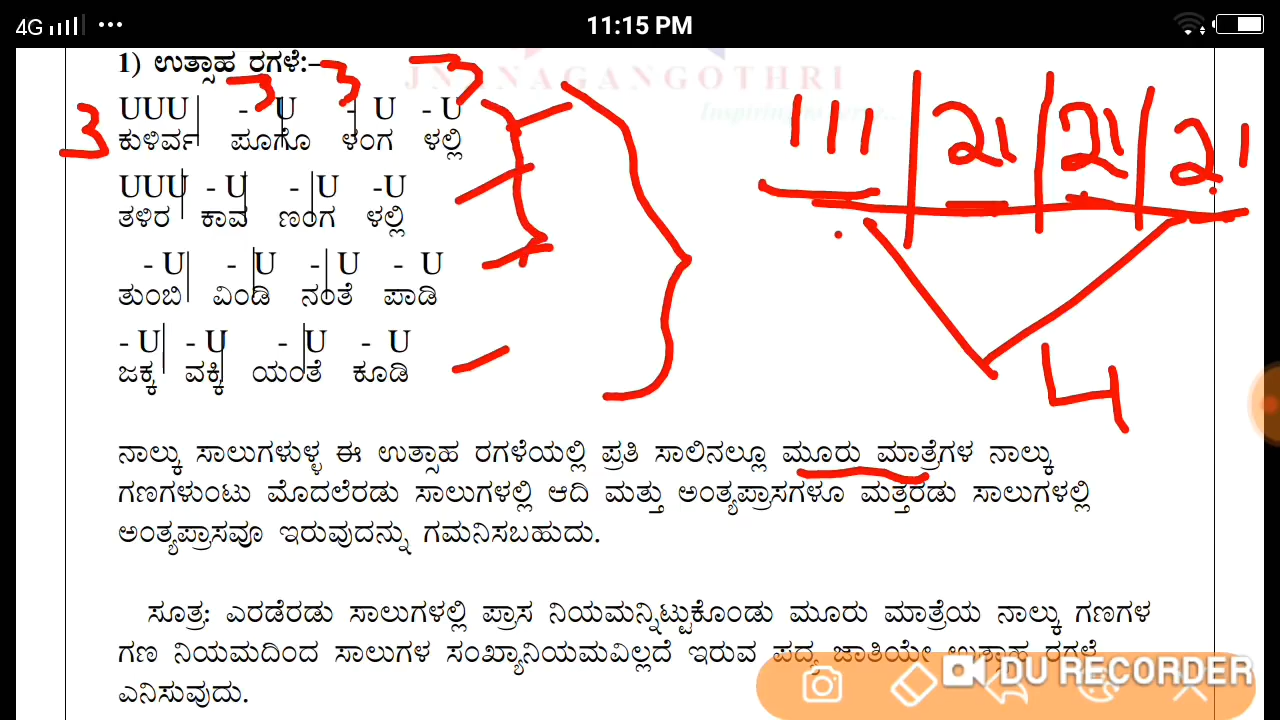 4G 11:15 PM
1) ಉತ್ಸಾಹ ರಗಳೆ:–
JNANAGANGOTHRI
3 3 3 3
UUU - U - U - U
ಕುಳಿರ್ವ ಪೂಗೊ ಳಂಗ ಳಲ್ಲಿ
111 | 21 | 21 | 21
UUU - U - U -U
ತಳಿರ ಕಾವ ಣಂಗ ಳಲ್ಲಿ
- U - U - U - U
ತುಂಬಿ ವಿಂಡಿ ನಂತೆ ಪಾಡಿ
- U - U - U - U
ಜಕ್ಕ ವಕ್ಕಿ ಯಂತೆ ಕೂಡಿ
4
ನಾಲ್ಕು ಸಾಲುಗಳುಳ್ಳ ಈ ಉತ್ಸಾಹ ರಗಳೆಯಲ್ಲಿ ಪ್ರತಿ ಸಾಲಿನಲ್ಲೂ ಮೂರು ಮಾತ್ರೆಗಳ ನಾಲ್ಕು
ಗಣಗಳುಂಟು ಮೊದಲೆರಡು ಸಾಲುಗಳಲ್ಲಿ ಆದಿ ಮತ್ತು ಅಂತ್ಯಪ್ರಾಸಗಳೂ ಮತ್ತರಡು ಸಾಲುಗಳಲ್ಲಿ
ಅಂತ್ಯಪ್ರಾಸವೂ ಇರುವುದನ್ನು ಗಮನಿಸಬಹುದು.
ಸೂತ್ರ: ಎರಡೆರಡು ಸಾಲುಗಳಲ್ಲಿ ಪ್ರಾಸ ನಿಯಮನ್ನಿಟ್ಟುಕೊಂಡು ಮೂರು ಮಾತ್ರೆಯ ನಾಲ್ಕು ಗಣಗಳ
ಗಣ ನಿಯಮದಿಂದ ಸಾಲುಗಳ ಸಂಖ್ಯಾನಿಯಮವಿಲ್ಲದೆ ಇರುವ ಪದ್ಯ ಜಾತಿಯೇ ಉತ್ಸಾಹ ರಗಳೆ
DU RECORDER
ಎನಿಸುವುದು.